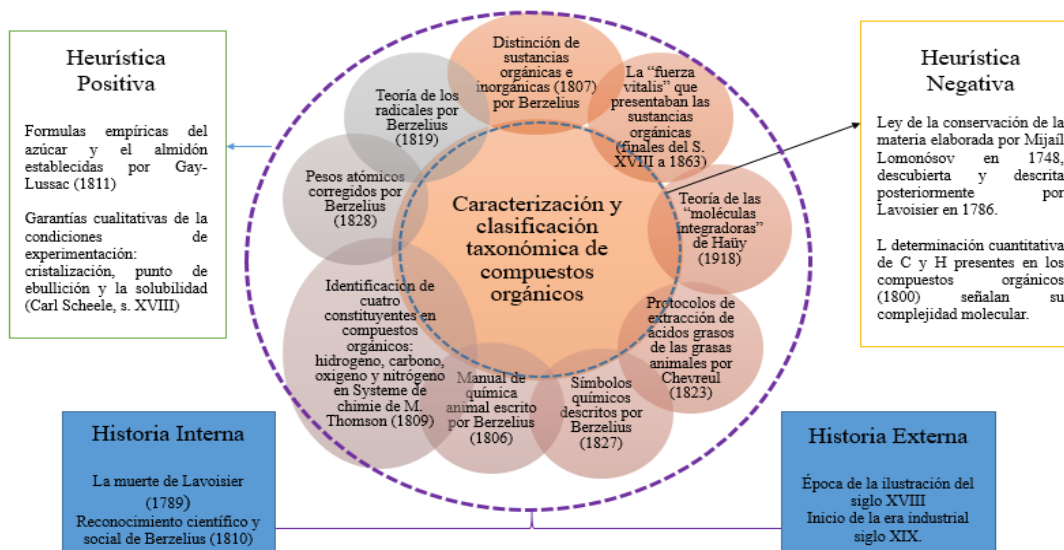 Heurística
Positiva
Formulas empíricas del
azúcar y el almidón
establecidas por Gay-
Lussac (1811)
Garantías cualitativas de la
condiciones de
experimentación:
cristalización, punto de
ebullición y la solubilidad
(Carl Scheele, s. XVIII)
Distinción de
sustancias
orgánicas e
inorgánicas (1807)
por Berzelius
La “fuerza
vitalis” que
presentaban las
sustancias
orgánicas
(finales del S.
XVIII a 1863)
Teoría de las
“moléculas
integradoras”
de Haüy
(1918)
Protocolos de
extracción de
ácidos grasos de
las grasas
animales por
Chevreul
(1823)
Símbolos
químicos
descritos por
Berzelius
(1827)
Manual de
química
animal escrito
por Berzelius
(1806)
Identificación de
cuatro
constituyentes en
compuestos
orgánicos:
hidrogeno, carbono,
oxigeno y nitrógeno
en Systeme de
chimie de M.
Thomson (1809)
Pesos atómicos
corregidos por
Berzelius
(1828)
Teoría de los
radicales por
Berzelius
(1819)
Caracterización y
clasificación
taxonómica de
compuestos
orgánicos
Heurística
Negativa
Ley de la conservación de la
materia elaborada por Mijaíl
Lomonósov en 1748,
descubierta y descrita
posteriormente por
Lavoisier en 1786.
L determinación cuantitativa
de C y H presentes en los
compuestos orgánicos
(1800) señalan su
complejidad molecular.
Historia Interna
La muerte de Lavoisier
(1789)
Reconocimiento científico y
social de Berzelius (1810)
Historia Externa
Época de la ilustración del
siglo XVIII
Inicio de la era industrial
siglo XIX.